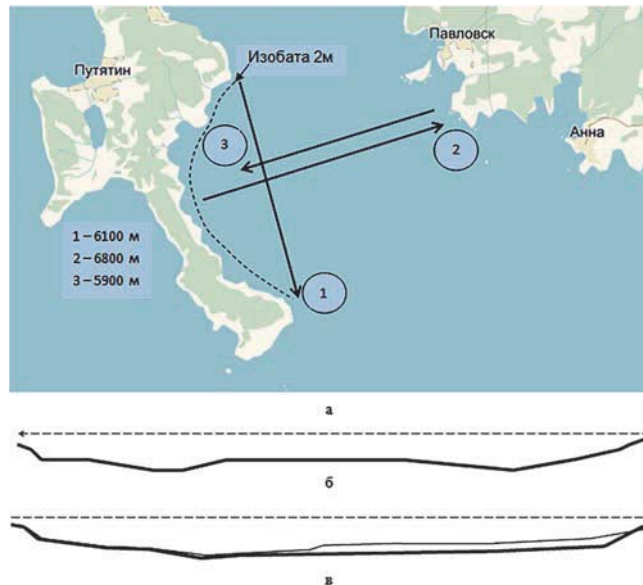 Павловск
Изобата 2м
Путятин
Анна
3
2
1 – 6100 м
2 – 6800 м
3 – 5900 м
1
а
б
в